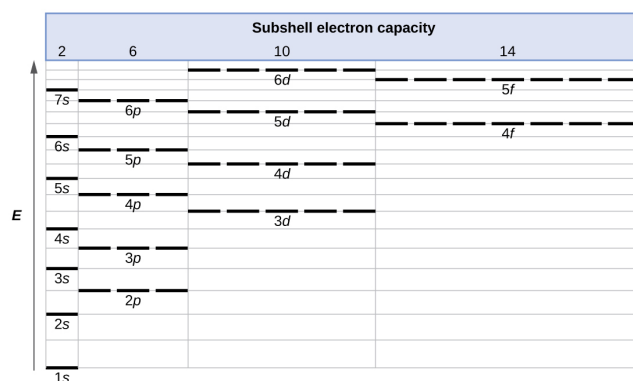 Subshell electron capacity
2 6 10 14
6d
5f
7s
6p
5d
4f
6s
5p
4d
5s
4p
3d
E
4s
3p
3s
2p
2s
1s